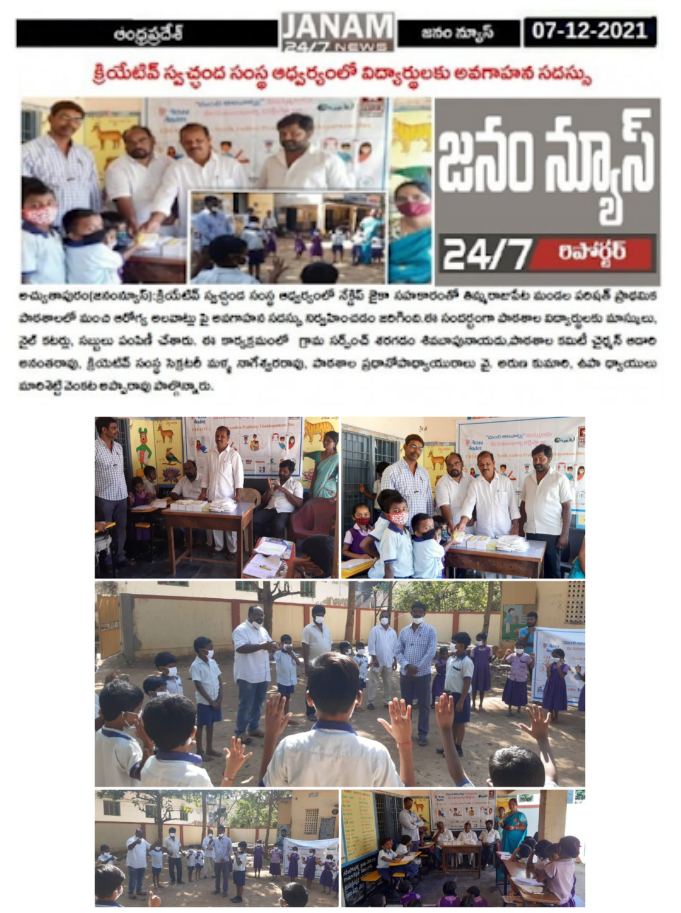 ఆంధ్రప్రదేశ్ JANAM 24/7 NEWS జనం న్యూస్ 07-12-2021
క్రియేటివ్ స్వచ్ఛంద సంస్థ ఆధ్వర్యంలో విద్యార్థులకు అవగాహన సదస్సు
జనం న్యూస్
24/7 రిపోర్టర్
అచ్యుతాపురం(జనంన్యూస్):క్రియేటివ్ స్వచ్ఛంద సంస్థ ఆధ్వర్యంలో నేక్లైప్ జైకా సహకారంతో తిమ్మరాజుపేట మండల పరిషత్ ప్రాథమిక
పాఠశాలలో మంచి ఆరోగ్య అలవాట్లు పై అవగాహన సదస్సు నిర్వహించడం జరిగింది.ఈ సందర్భంగా పాఠశాల విద్యార్థులకు మాస్కులు,
నైల్ కటర్లు, సబ్బులు పంపిణీ చేశారు. ఈ కార్యక్రమంలో గ్రామ సర్పంచ్ శరగడం శివబాపునాయుడు,పాఠశాల కమిటీ చైర్మన్ ఆడారి
అనంతరావు, క్రియేటివ్ సంస్థ సెక్రటరీ మళ్ళ నాగేశ్వరరావు, పాఠశాల ప్రధానోపాధ్యాయురాలు వై. అరుణ కుమారి, ఉపా ధ్యాయులు
మారిశెట్టి వెంకట అప్పారావు పాల్గొన్నారు.